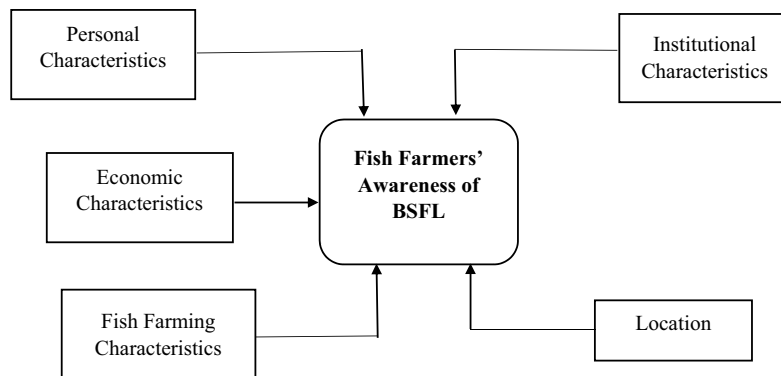 Personal
Characteristics
Institutional
Characteristics
Fish Farmers’
Awareness of
BSFL
Economic
Characteristics
Fish Farming
Characteristics
Location